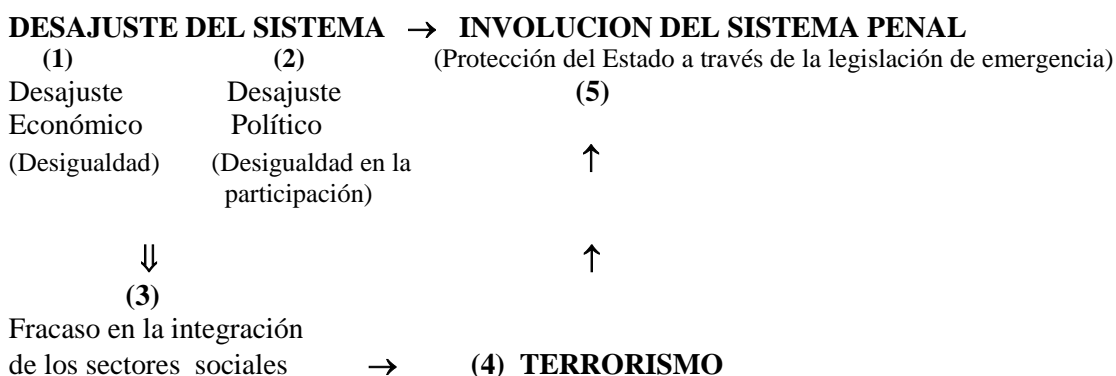 DESAJUSTE DEL SISTEMA → INVOLUCION DEL SISTEMA PENAL
(1) (2) (Protección del Estado a través de la legislación de emergencia)
Desajuste Desajuste (5)
Económico Político
(Desigualdad) (Desigualdad en la ↑
participación)
⇓ ↑
(3)
Fracaso en la integración
de los sectores sociales → (4) TERRORISMO